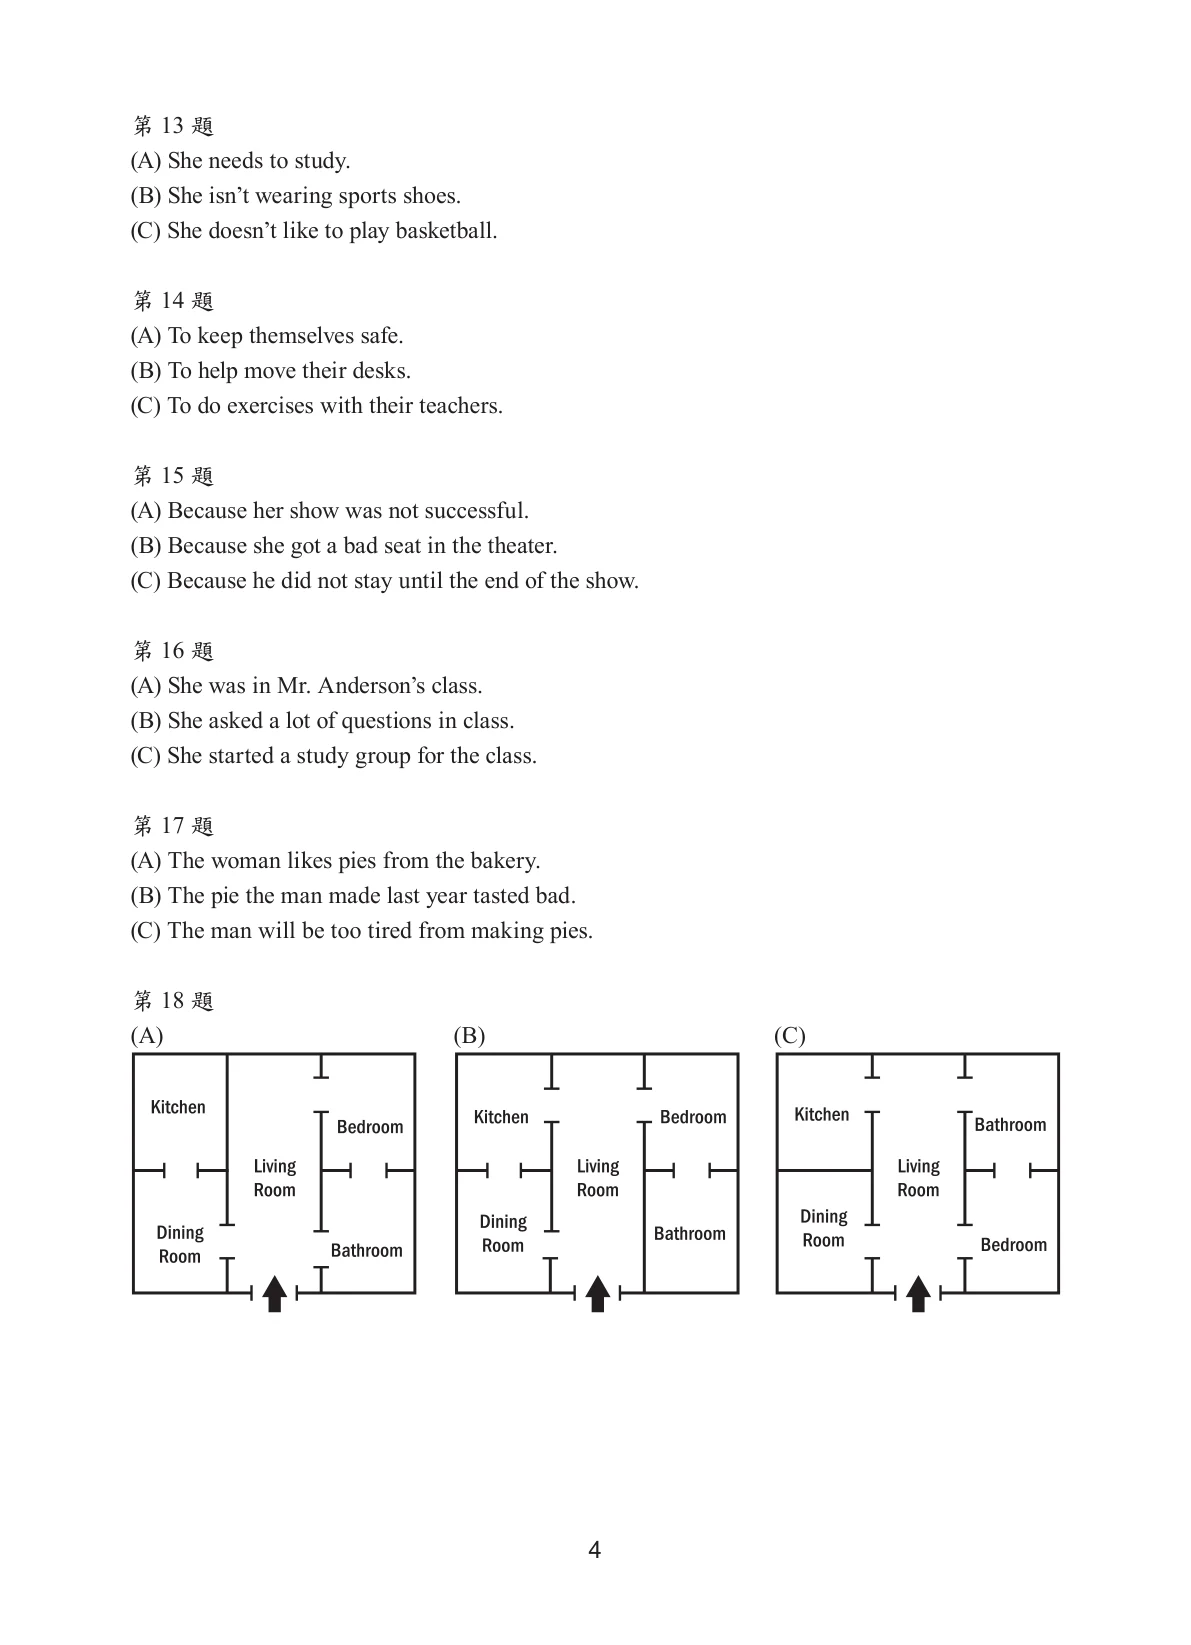 第 13 題
(A) She needs to study.
(B) She isn’t wearing sports shoes.
(C) She doesn’t like to play basketball.
第 14 題
(A) To keep themselves safe.
(B) To help move their desks.
(C) To do exercises with their teachers.
第 15 題
(A) Because her show was not successful.
(B) Because she got a bad seat in the theater.
(C) Because he did not stay until the end of the show.
第 16 題
(A) She was in Mr. Anderson’s class.
(B) She asked a lot of questions in class.
(C) She started a study group for the class.
第 17 題
(A) The woman likes pies from the bakery.
(B) The pie the man made last year tasted bad.
(C) The man will be too tired from making pies.
第 18 題
(A)
Kitchen
Bedroom
Living
Room
Dining
Room
Bathroom
(B)
Kitchen
Bedroom
Living
Room
Dining
Room
Bathroom
(C)
Kitchen
Bathroom
Living
Room
Dining
Room
Bedroom
4